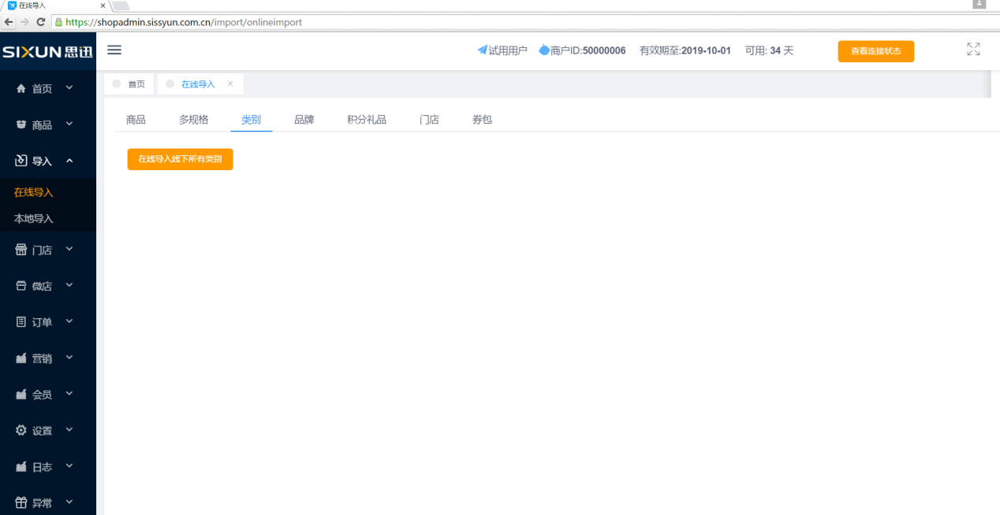 在线导入
https://shopadmin.sissyun.com.cn/import/onlineimport
SIXUN思迅
试用用户 商户ID:50000006 有效期至:2019-10-01 可用: 34 天 查看连接状态
首页 在线导入
商品 多规格 类别 品牌 积分礼品 门店 券包
在线导入线下所有类别
首页
商品
导入
在线导入
本地导入
门店
微店
订单
营销
会员
设置
日志
异常